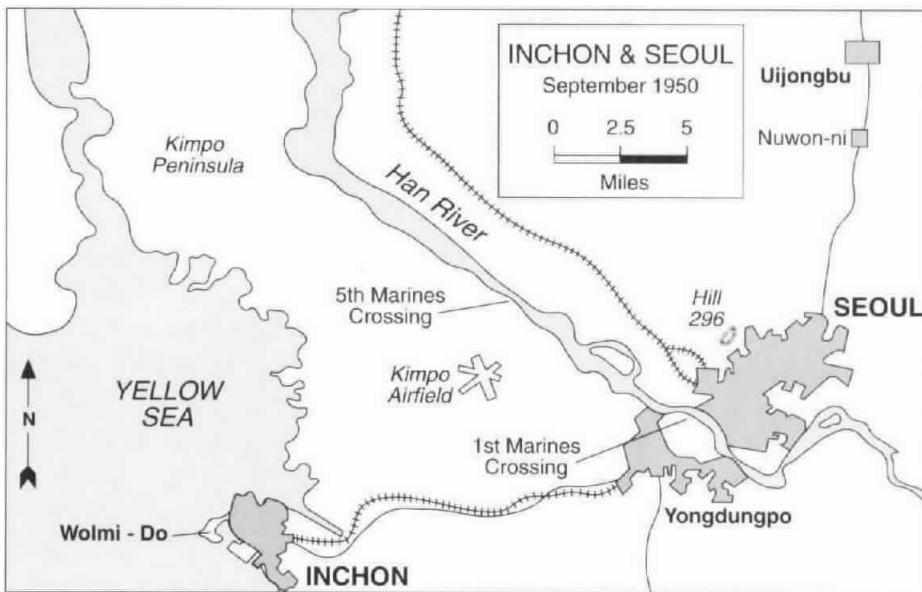 INCHON & SEOUL
September 1950
0 2.5 5
Miles
Uijongbu
Nuwon-ni
Kimpo
Peninsula
Han River
5th Marines
Crossing
Hill
296
SEOUL
N
YELLOW
SEA
Kimpo
Airfield
1st Marines
Crossing
Yongdungpo
Wolmi - Do
INCHON